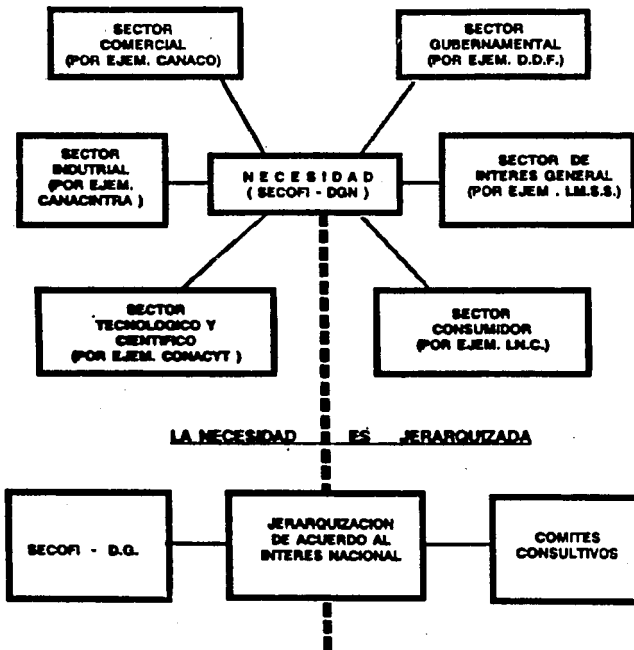 SECTOR
COMERCIAL
(POR EJEM. CANACO)
SECTOR
GUBERNAMENTAL
(POR EJEM. D.D.F.)
SECTOR
INDUTRIAL
(POR EJEM.
CANACINTRA )
N E C E S I D A D
( SECOFI - DGN )
SECTOR DE
INTERES GENERAL
(POR EJEM . I.M.S.S.)
SECTOR
TECNOLOGICO Y
CIENTIFICO
(POR EJEM. CONACYT )
SECTOR
CONSUMIDOR
(POR EJEM. I.N.C.)
LA NECESIDAD ES JERARQUIZADA
SECOFI - D.G.
JERARQUIZACION
DE ACUERDO AL
INTERES NACIONAL
COMITES
CONSULTIVOS